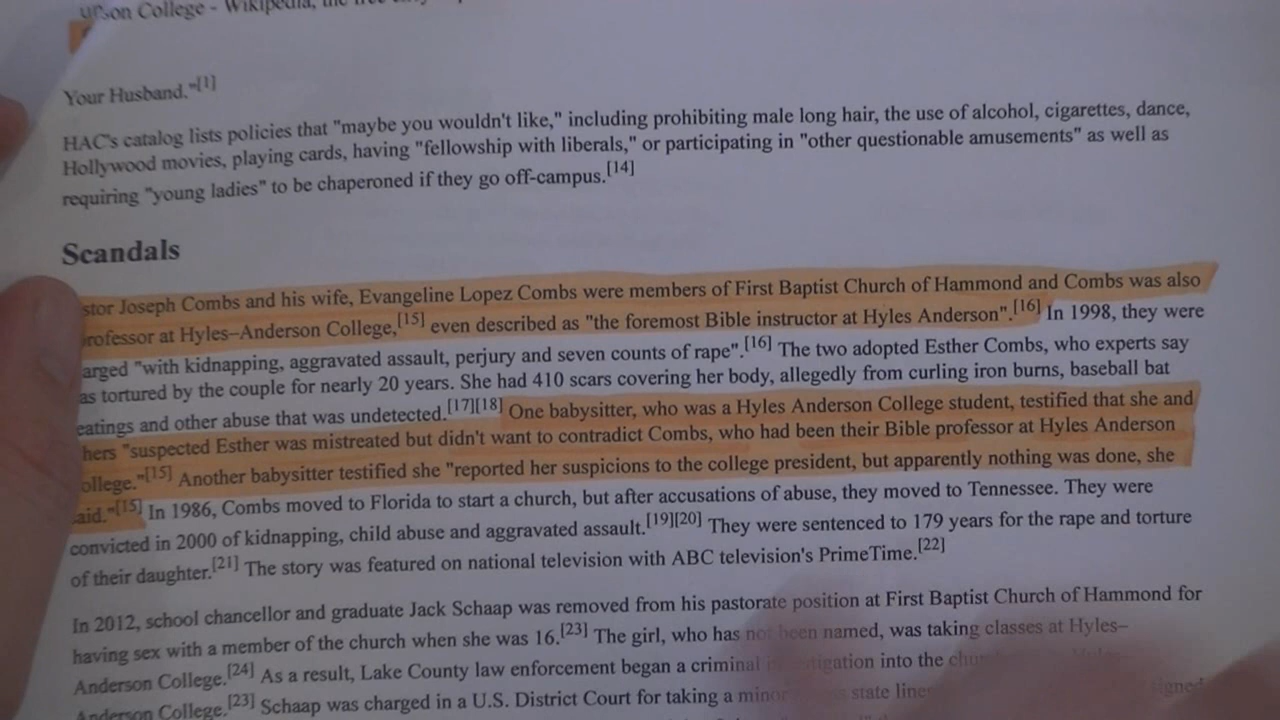 son College - Wikipedia, the free
Your Husband."[1]
HAC's catalog lists policies that "maybe you wouldn't like," including prohibiting male long hair, the use of alcohol, cigarettes, dance,
Hollywood movies, playing cards, having "fellowship with liberals," or participating in "other questionable amusements" as well as
requiring "young ladies" to be chaperoned if they go off-campus.[14]
Scandals
stor Joseph Combs and his wife, Evangeline Lopez Combs were members of First Baptist Church of Hammond and Combs was also
rofessor at Hyles–Anderson College,[15] even described as "the foremost Bible instructor at Hyles Anderson".[16] In 1998, they were
arged "with kidnapping, aggravated assault, perjury and seven counts of rape".[16] The two adopted Esther Combs, who experts say
as tortured by the couple for nearly 20 years. She had 410 scars covering her body, allegedly from curling iron burns, baseball bat
eatings and other abuse that was undetected.[17][18] One babysitter, who was a Hyles Anderson College student, testified that she and
hers "suspected Esther was mistreated but didn't want to contradict Combs, who had been their Bible professor at Hyles Anderson
ollege."[15] Another babysitter testified she "reported her suspicions to the college president, but apparently nothing was done, she
aid."[15] In 1986, Combs moved to Florida to start a church, but after accusations of abuse, they moved to Tennessee. They were
convicted in 2000 of kidnapping, child abuse and aggravated assault.[19][20] They were sentenced to 179 years for the rape and torture
of their daughter.[21] The story was featured on national television with ABC television's PrimeTime.[22]
In 2012, school chancellor and graduate Jack Schaap was removed from his pastorate position at First Baptist Church of Hammond for
having sex with a member of the church when she was 16.[23] The girl, who has not been named, was taking classes at Hyles–
Anderson College.[24] As a result, Lake County law enforcement began a criminal investigation into the
Anderson College.[23] Schaap was charged in a U.S. District Court for taking a minor state lines signed